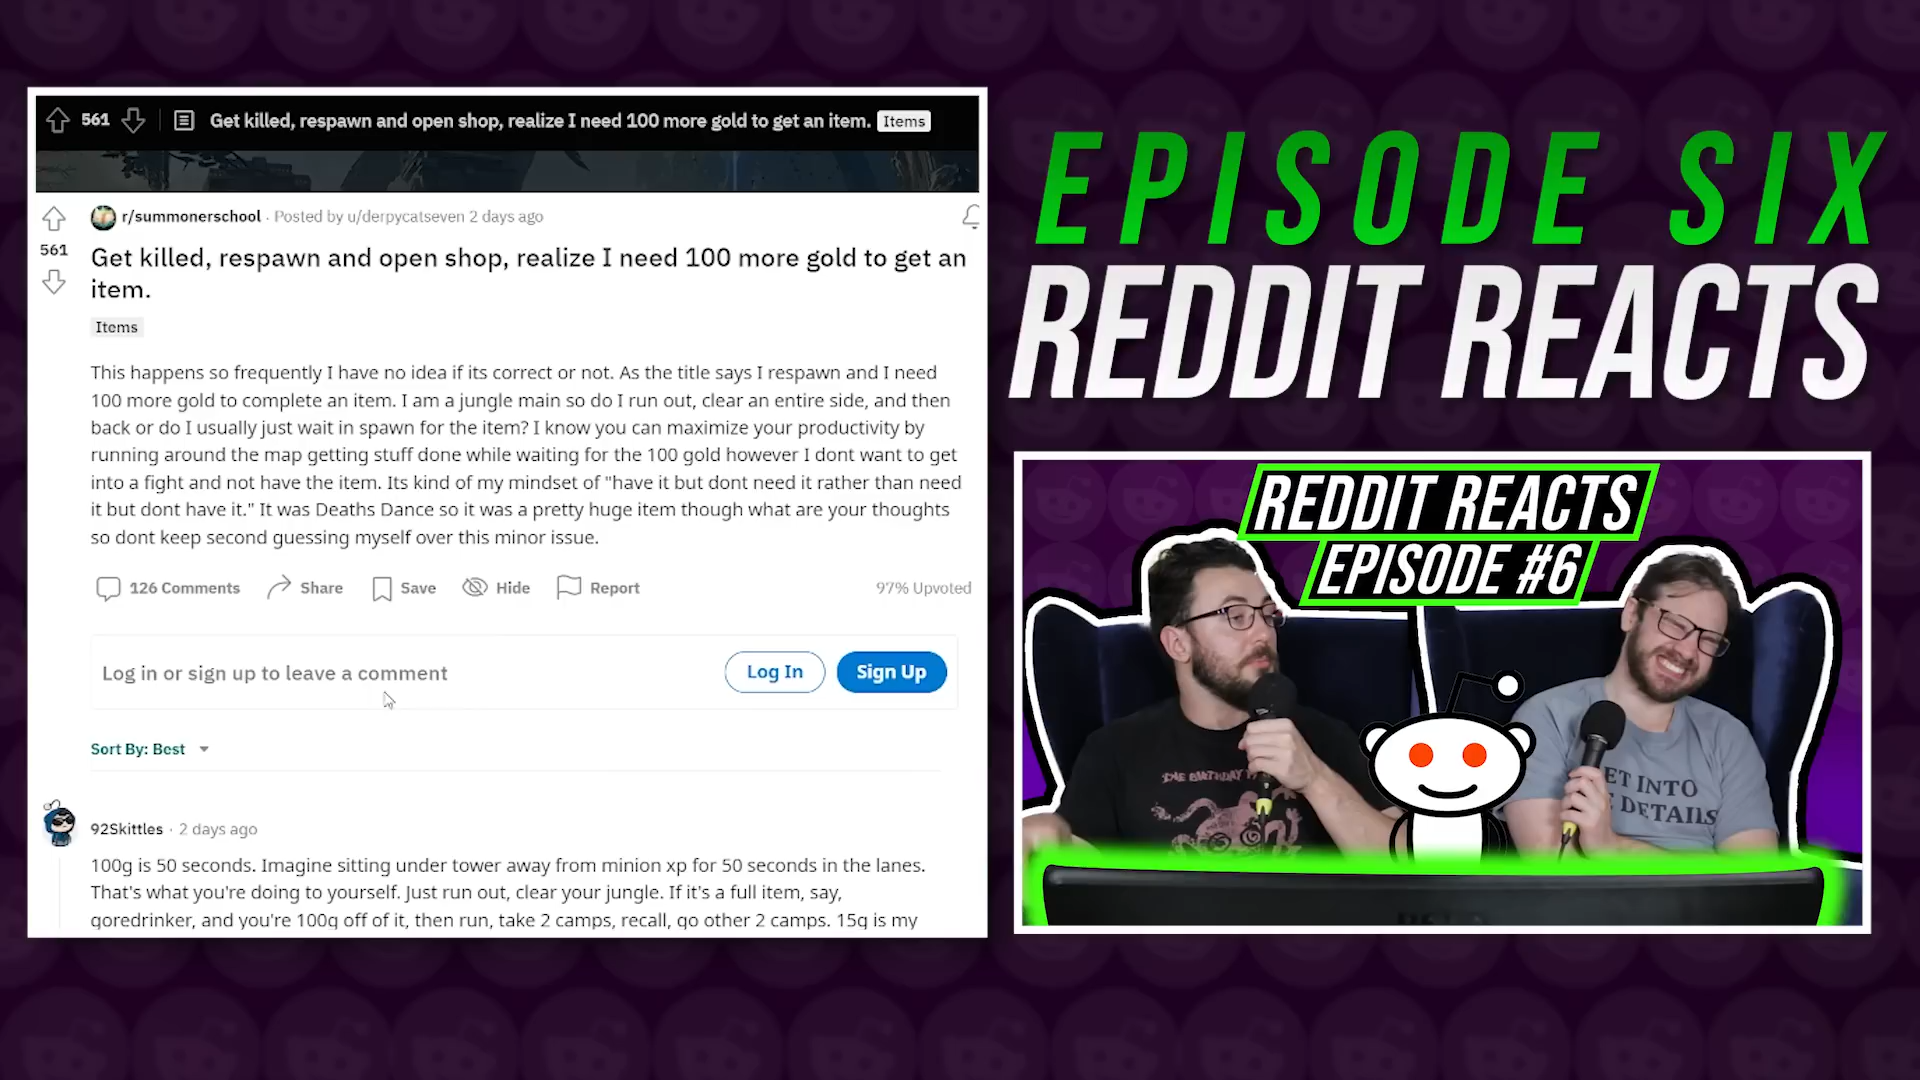 561
Get killed, respawn and open shop, realize I need 100 more gold to get an item.
Items
r/summonerschool · Posted by u/derpycatseven 2 days ago
561
Get killed, respawn and open shop, realize I need 100 more gold to get an
item.
Items
This happens so frequently I have no idea if its correct or not. As the title says I respawn and I need
100 more gold to complete an item. I am a jungle main so do I run out, clear an entire side, and then
back or do I usually just wait in spawn for the item? I know you can maximize your productivity by
running around the map getting stuff done while waiting for the 100 gold however I dont want to get
into a fight and not have the item. Its kind of my mindset of "have it but dont need it rather than need
it but dont have it." It was Deaths Dance so it was a pretty huge item though what are your thoughts
so dont keep second guessing myself over this minor issue.
126 Comments
Share
Save
Hide
Report
97% Upvoted
Log in or sign up to leave a comment
Log In
Sign Up
Sort By: Best
92Skittles · 2 days ago
100g is 50 seconds. Imagine sitting under tower away from minion xp for 50 seconds in the lanes.
That's what you're doing to yourself. Just run out, clear your jungle. If it's a full item, say,
goredrinker, and you're 100g off of it, then run, take 2 camps, recall, go other 2 camps. 15g is my
EPISODE SIX
REDDIT REACTS
REDDIT REACTS
EPISODE #6
THE BIRTHDAY
ET INTO
DETAILS